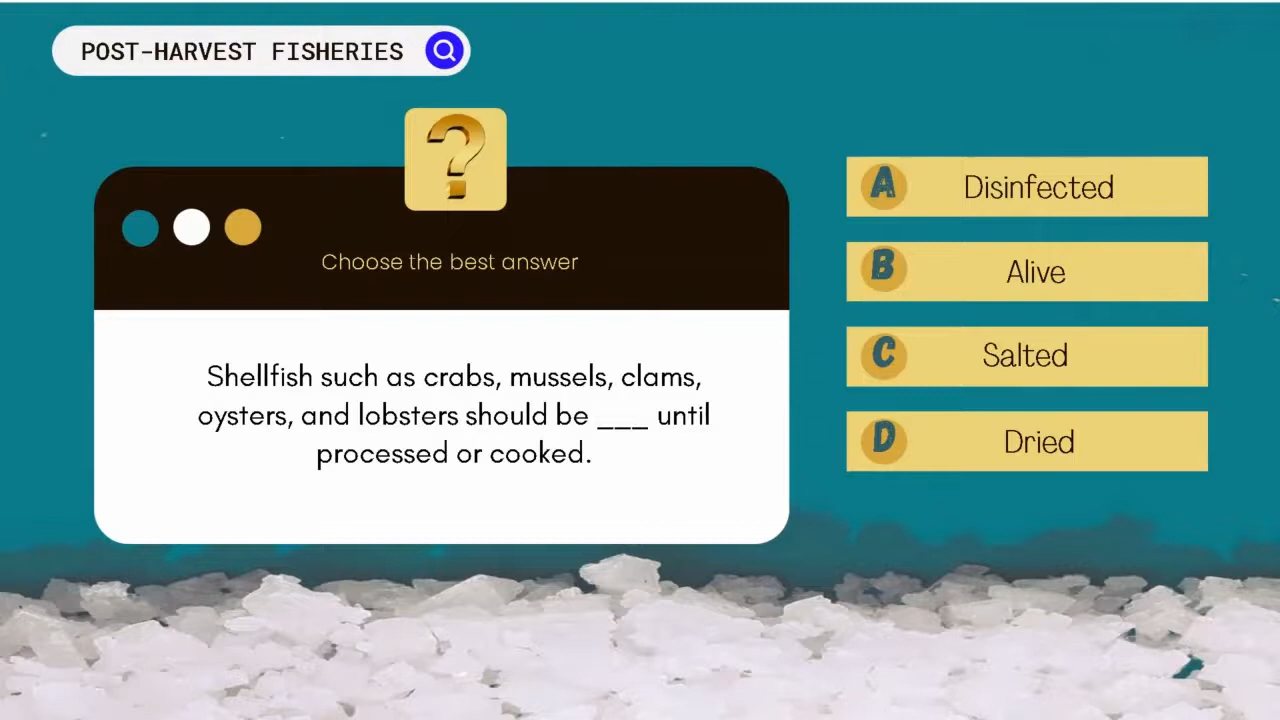 POST-HARVEST FISHERIES
?
Choose the best answer
Shellfish such as crabs, mussels, clams,
oysters, and lobsters should be ___ until
processed or cooked.
A Disinfected
B Alive
C Salted
D Dried